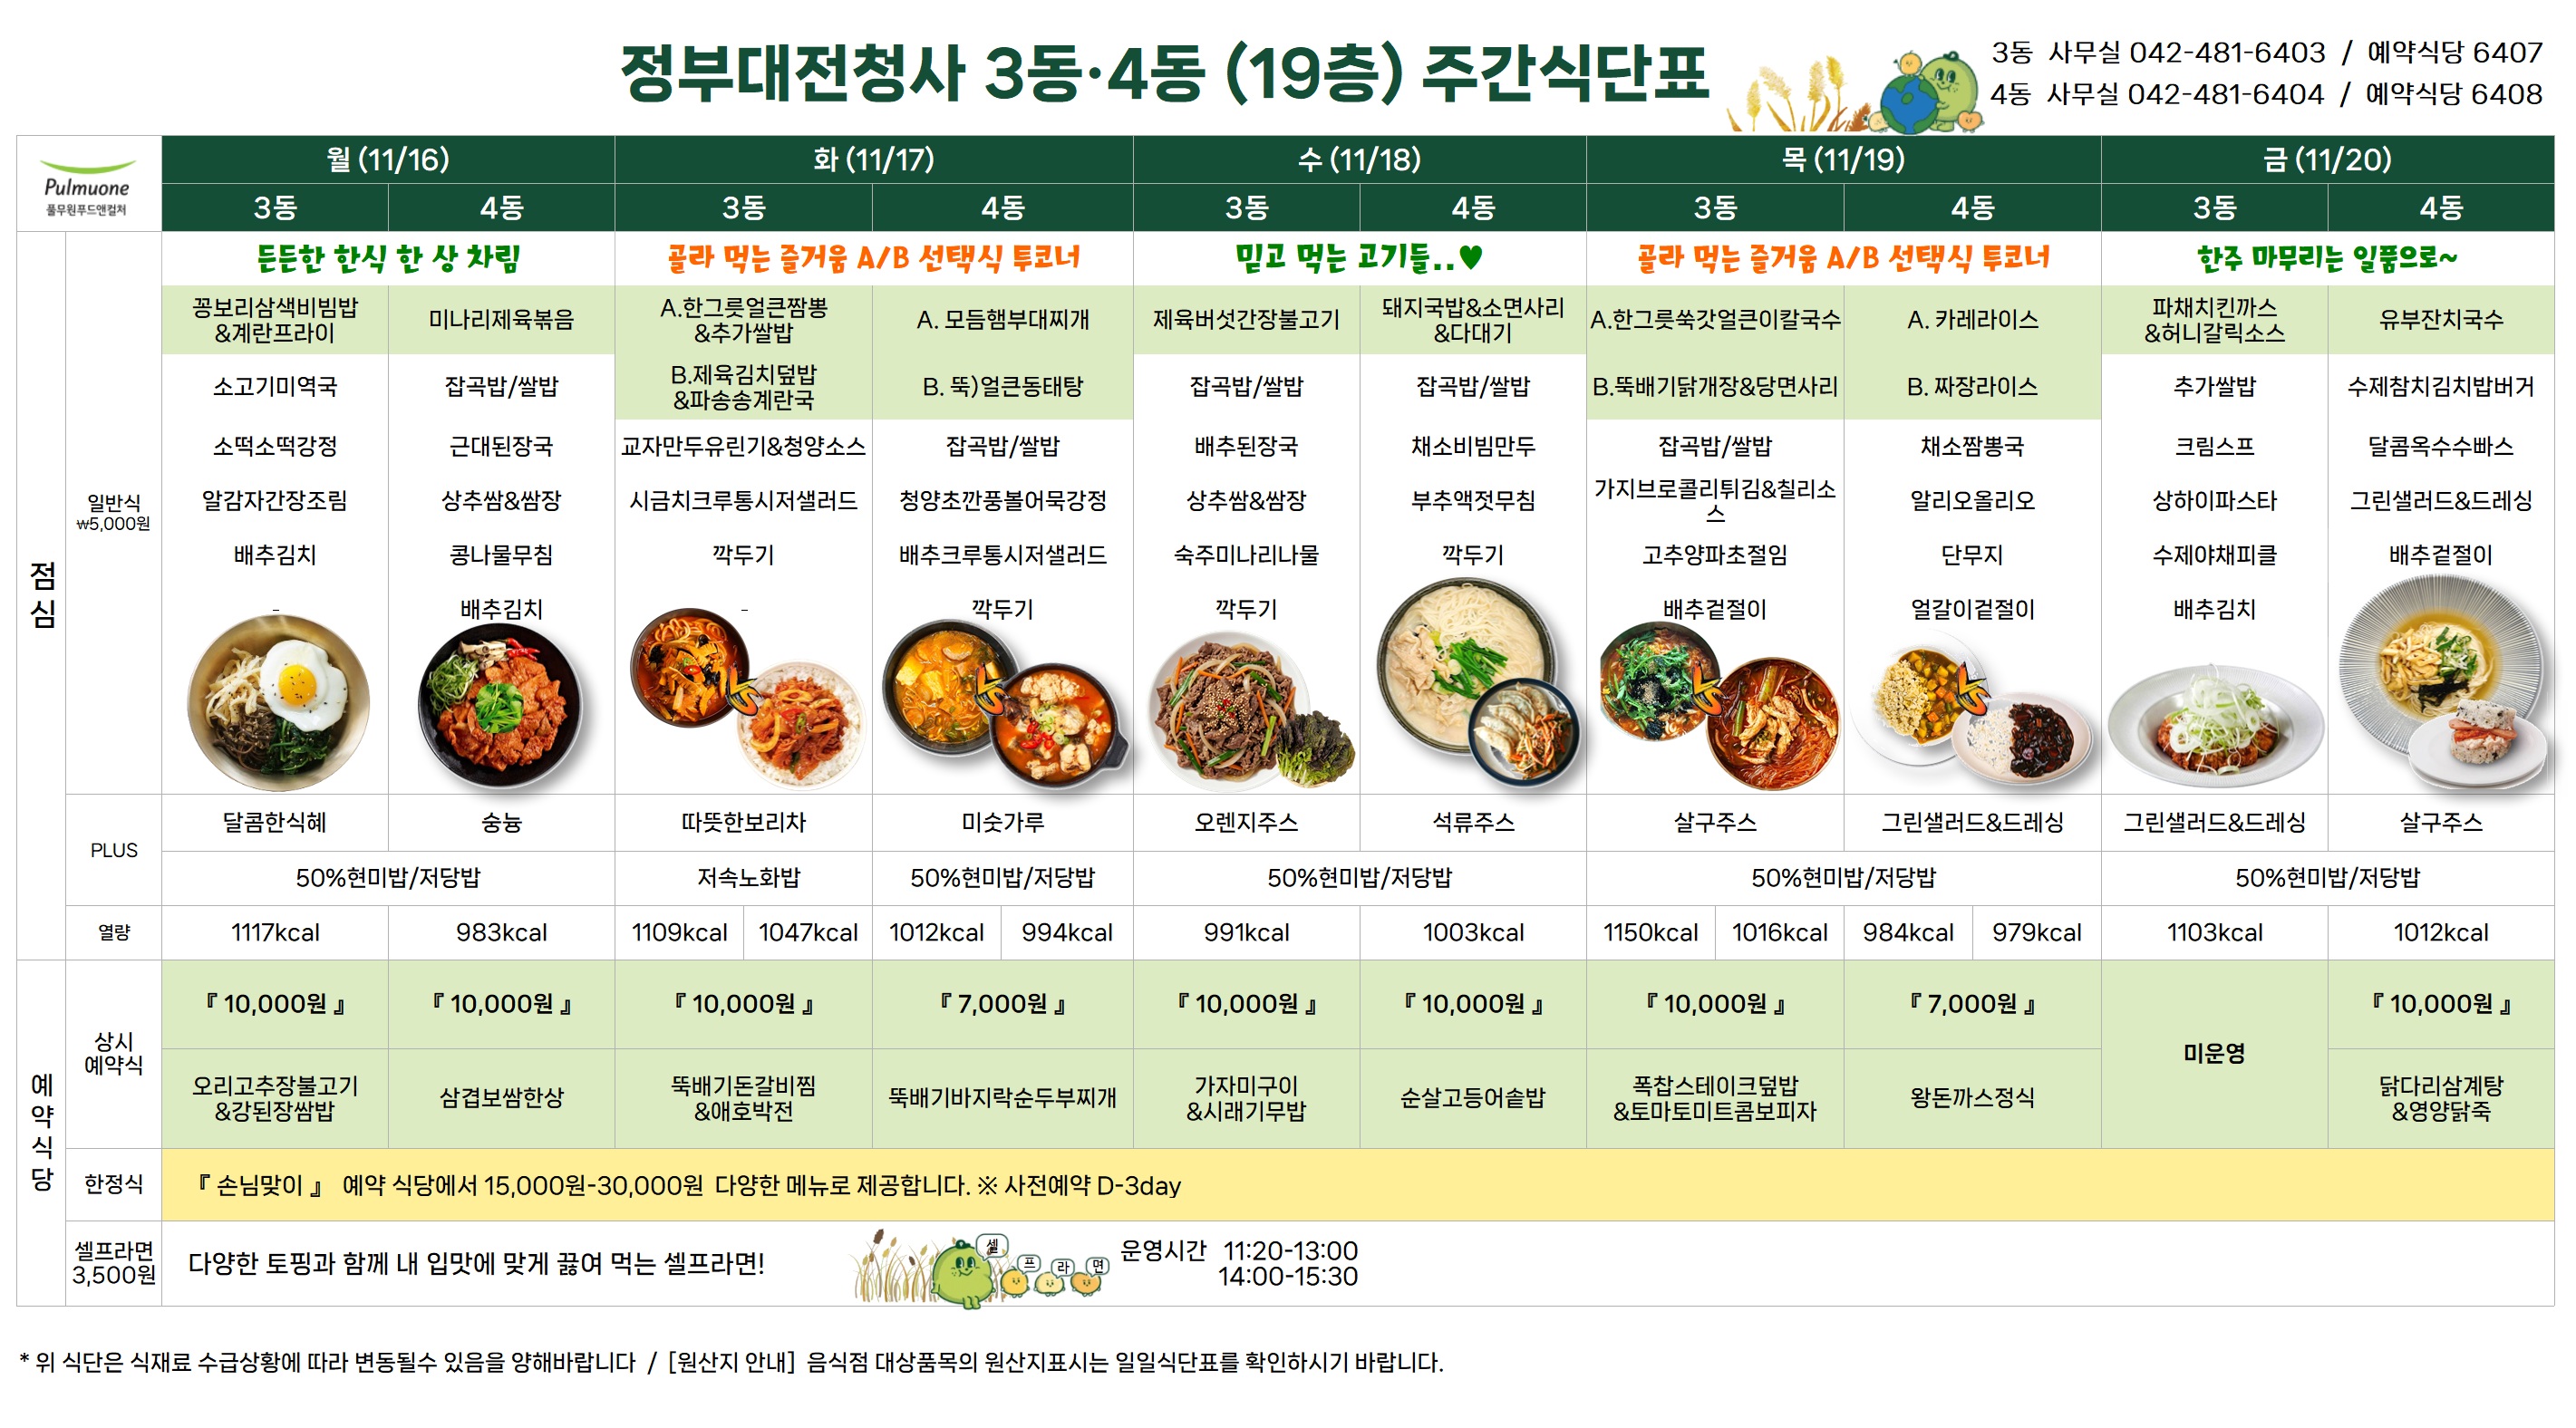 정부대전청사 3동·4동 (19층) 주간식단표
3동 사무실 042-481-6403 / 예약식당 6407
4동 사무실 042-481-6404 / 예약식당 6408
Pulmuone
풀무원푸드앤컬처
월 (11/16) 화 (11/17) 수 (11/18) 목 (11/19) 금 (11/20)
3동 4동 3동 4동 3동 4동 3동 4동 3동 4동
점심
일반식
₩5,000원
든든한 한식 한 상 차림 골라 먹는 즐거움 A/B 선택식 투코너 믿고 먹는 고기들..♥ 골라 먹는 즐거움 A/B 선택식 투코너 한주 마무리는 일품으로~
꽁보리삼색비빔밥
&계란프라이
미나리제육볶음
A.한그릇얼큰짬뽕
&추가쌀밥
A. 모듬햄부대찌개
제육버섯간장불고기
돼지국밥&소면사리
&다대기
A.한그릇쑥갓얼큰이칼국수
A. 카레라이스
파채치킨까스
&허니갈릭소스
유부잔치국수
소고기미역국
잡곡밥/쌀밥
B.제육김치덮밥
&파송송계란국
B. 뚝)얼큰동태탕
잡곡밥/쌀밥
잡곡밥/쌀밥
B.뚝배기닭개장&당면사리
B. 짜장라이스
추가쌀밥
수제참치김치밥버거
소떡소떡강정 근대된장국 교자만두유린기&청양소스 잡곡밥/쌀밥 배추된장국 채소비빔만두 잡곡밥/쌀밥 채소짬뽕국 크림스프 달콤옥수수빠스
알감자간장조림 상추쌈&쌈장 시금치크루통시저샐러드 청양초깐풍볼어묵강정 상추쌈&쌈장 부추액젓무침
가지브로콜리튀김&칠리소
스
알리오올리오 상하이파스타 그린샐러드&드레싱
배추김치 콩나물무침 깍두기 배추크루통시저샐러드 숙주미나리나물 깍두기 고추양파초절임 단무지 수제야채피클 배추겉절이
- 배추김치 - 깍두기 깍두기 배추겉절이 얼갈이겉절이 배추김치
VS VS VS VS
PLUS
달콤한식혜 숭늉 따뜻한보리차 미숫가루 오렌지주스 석류주스 살구주스 그린샐러드&드레싱 그린샐러드&드레싱 살구주스
50%현미밥/저당밥 저속노화밥 50%현미밥/저당밥 50%현미밥/저당밥 50%현미밥/저당밥 50%현미밥/저당밥
열량 1117kcal 983kcal 1109kcal 1047kcal 1012kcal 994kcal 991kcal 1003kcal 1150kcal 1016kcal 984kcal 979kcal 1103kcal 1012kcal
예약식당
상시
예약식
『 10,000원 』 『 10,000원 』 『 10,000원 』 『 7,000원 』 『 10,000원 』 『 10,000원 』 『 10,000원 』 『 7,000원 』 미운영 『 10,000원 』
오리고추장불고기
&강된장쌈밥
삼겹보쌈한상
뚝배기돈갈비찜
&애호박전
뚝배기바지락순두부찌개
가자미구이
&시래기무밥
순살고등어솥밥
폭찹스테이크덮밥
&토마토미트콤보피자
왕돈까스정식
닭다리삼계탕
&영양닭죽
한정식
『 손님맞이 』 예약 식당에서 15,000원-30,000원 다양한 메뉴로 제공합니다. ※ 사전예약 D-3day
셀프라면
3,500원
다양한 토핑과 함께 내 입맛에 맞게 끓여 먹는 셀프라면!
셀 프 라 면
운영시간 11:20-13:00
14:00-15:30
* 위 식단은 식재료 수급상황에 따라 변동될수 있음을 양해바랍니다 / [원산지 안내] 음식점 대상품목의 원산지표시는 일일식단표를 확인하시기 바랍니다.